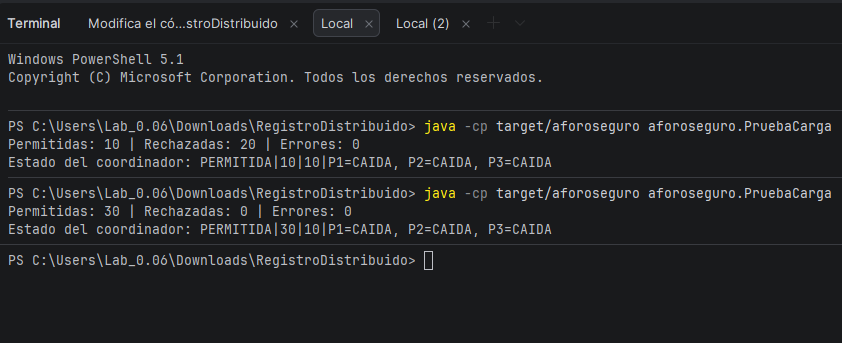 Terminal
Modifica el có...stroDistribuido ×
Local ×
Local (2) ×
Windows PowerShell 5.1
Copyright (C) Microsoft Corporation. Todos los derechos reservados.
PS C:\Users\Lab_0.06\Downloads\RegistroDistribuido> java -cp target/aforoseguro aforoseguro.PruebaCarga
Permitidas: 10 | Rechazadas: 20 | Errores: 0
Estado del coordinador: PERMITIDA|10|10|P1=CAIDA, P2=CAIDA, P3=CAIDA
PS C:\Users\Lab_0.06\Downloads\RegistroDistribuido> java -cp target/aforoseguro aforoseguro.PruebaCarga
Permitidas: 30 | Rechazadas: 0 | Errores: 0
Estado del coordinador: PERMITIDA|30|10|P1=CAIDA, P2=CAIDA, P3=CAIDA
PS C:\Users\Lab_0.06\Downloads\RegistroDistribuido>